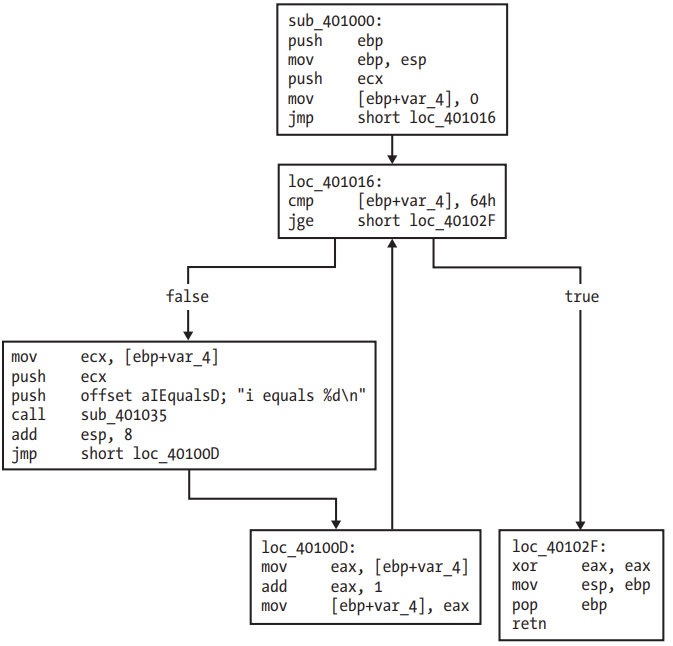 sub_401000:
push ebp
mov ebp, esp
push ecx
mov [ebp+var_4], 0
jmp short loc_401016
loc_401016:
cmp [ebp+var_4], 64h
jge short loc_40102F
false
true
mov ecx, [ebp+var_4]
push ecx
push offset aIEqualsD; "i equals %d\n"
call sub_401035
add esp, 8
jmp short loc_40100D
loc_40100D:
mov eax, [ebp+var_4]
add eax, 1
mov [ebp+var_4], eax
loc_40102F:
xor eax, eax
mov esp, ebp
pop ebp
retn